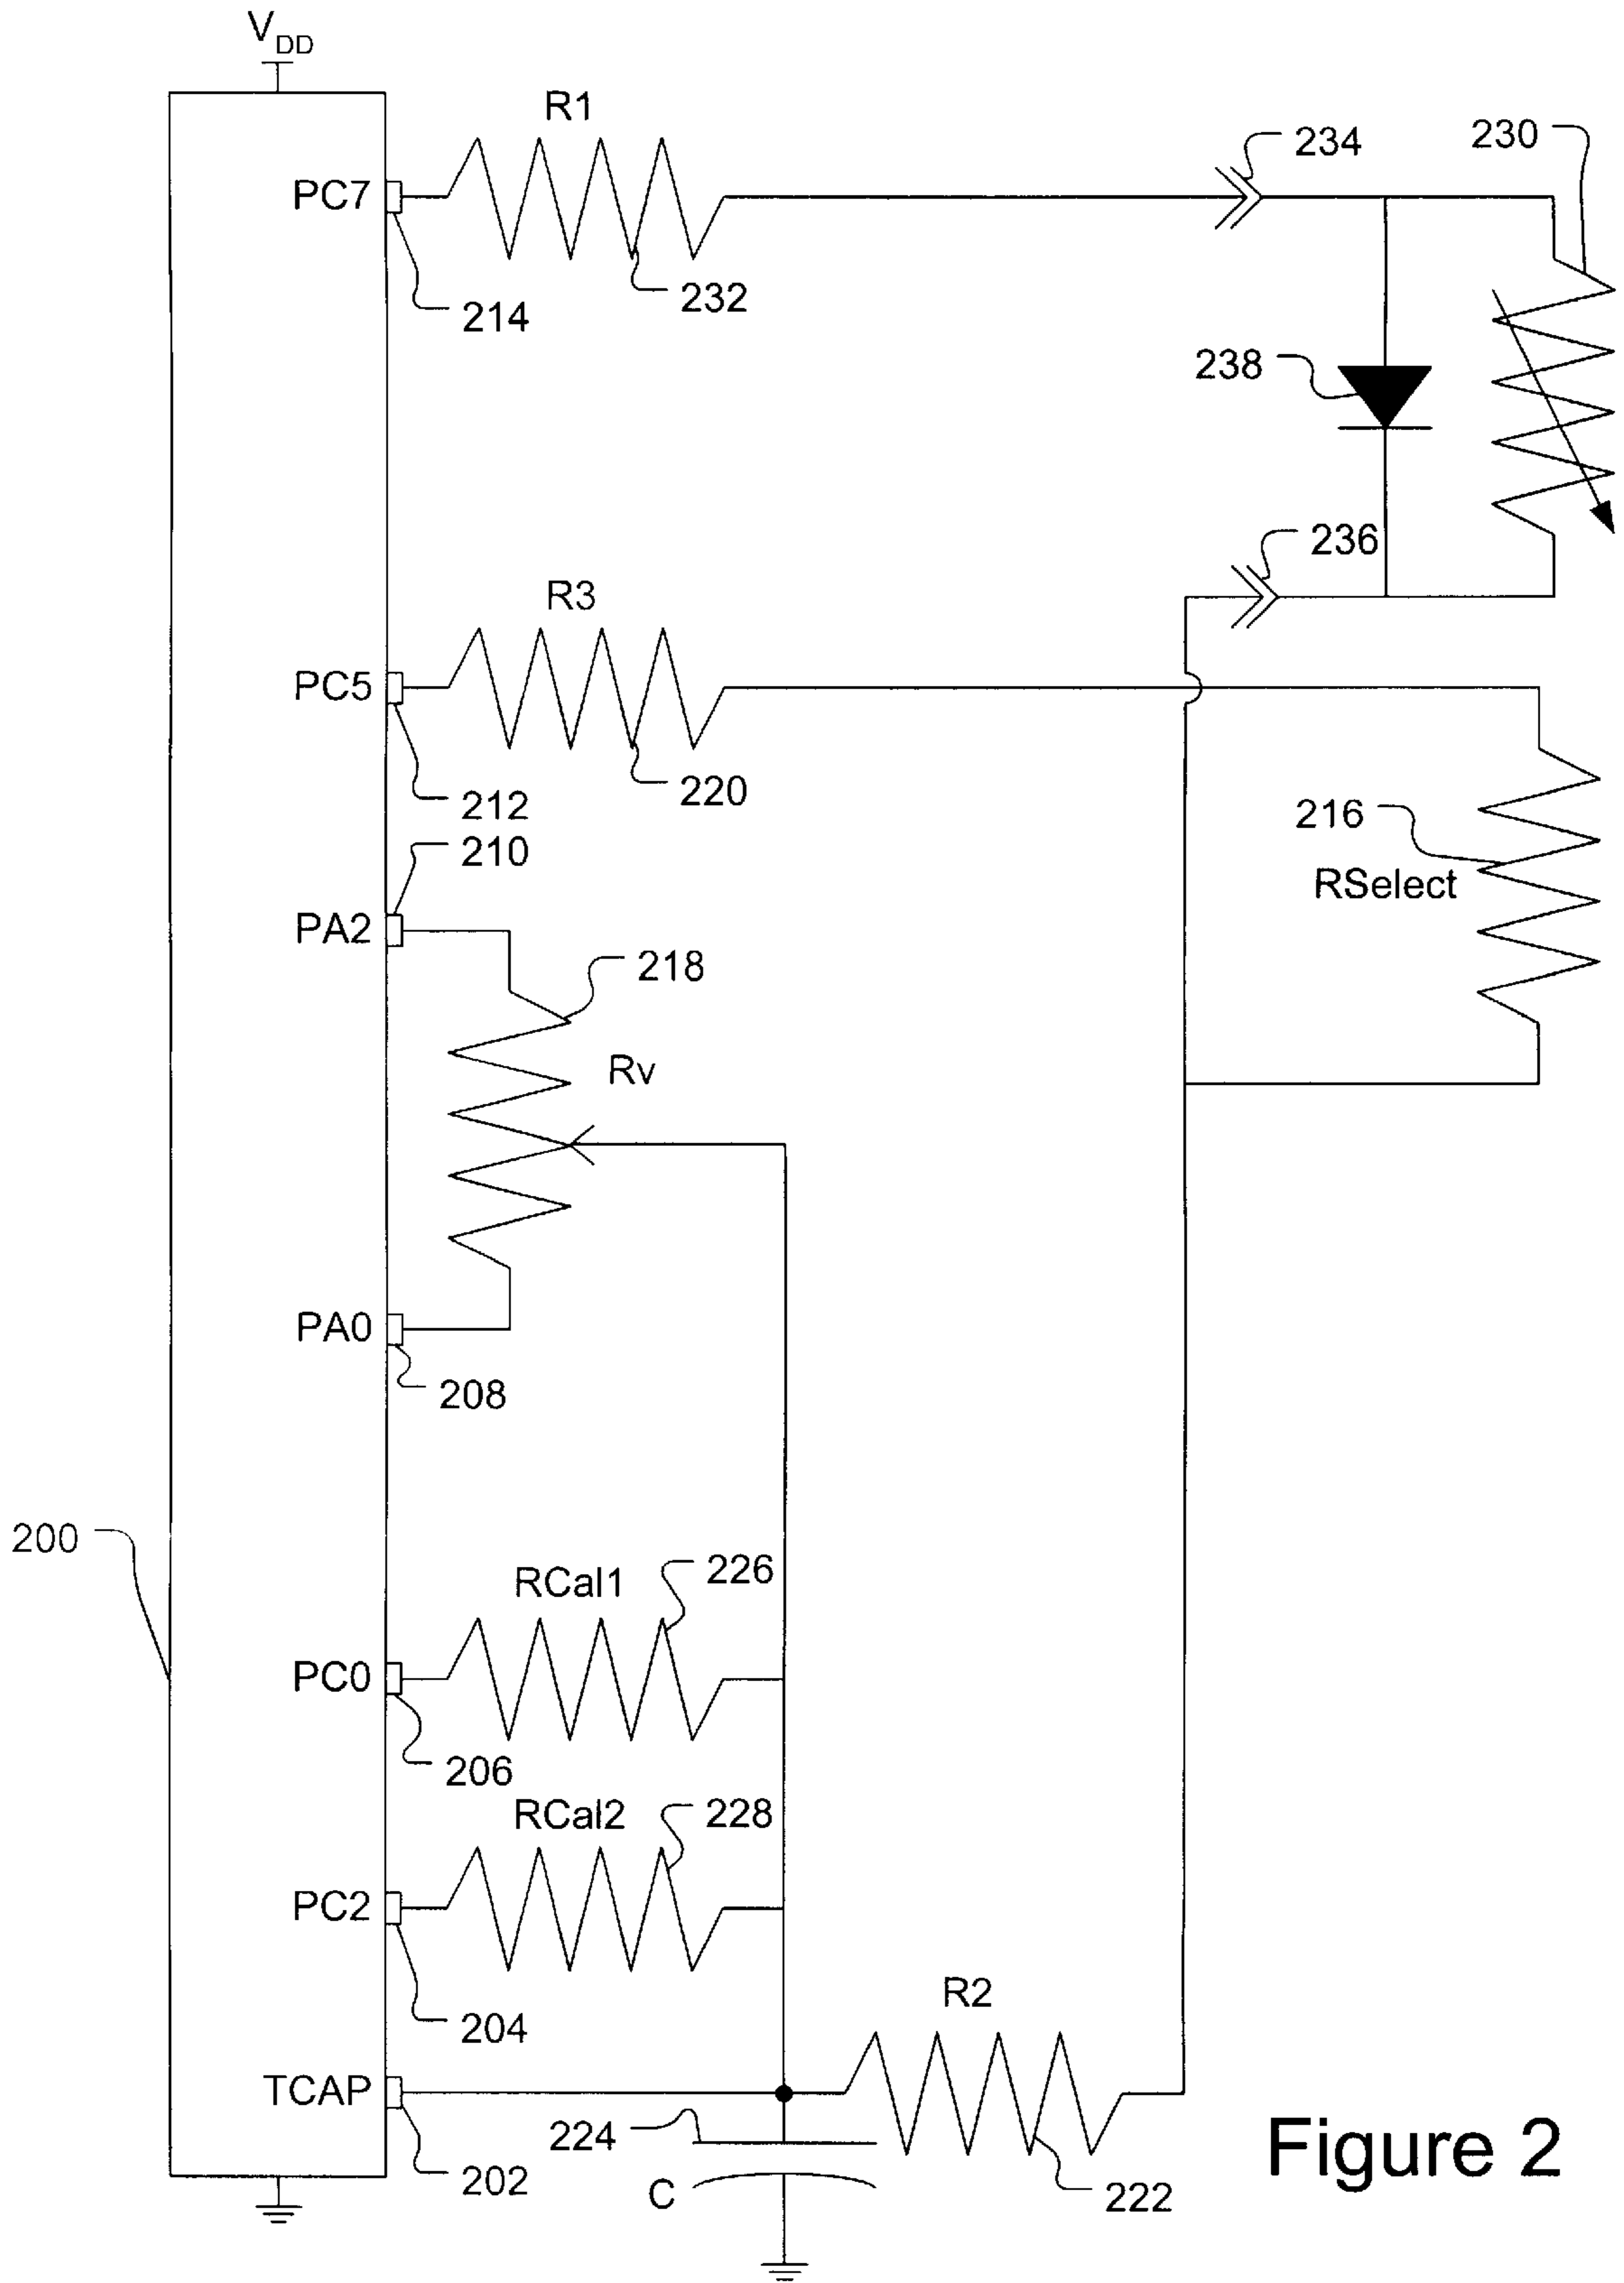 VDD
R1
234
230
PC7
232
214
238
236
R3
PC5
220
212
216
210
RSelect
PA2
218
Rv
PA0
208
200
RCal1
226
PC0
206
RCal2
228
PC2
R2
204
TCAP
224
202
C
222
Figure 2